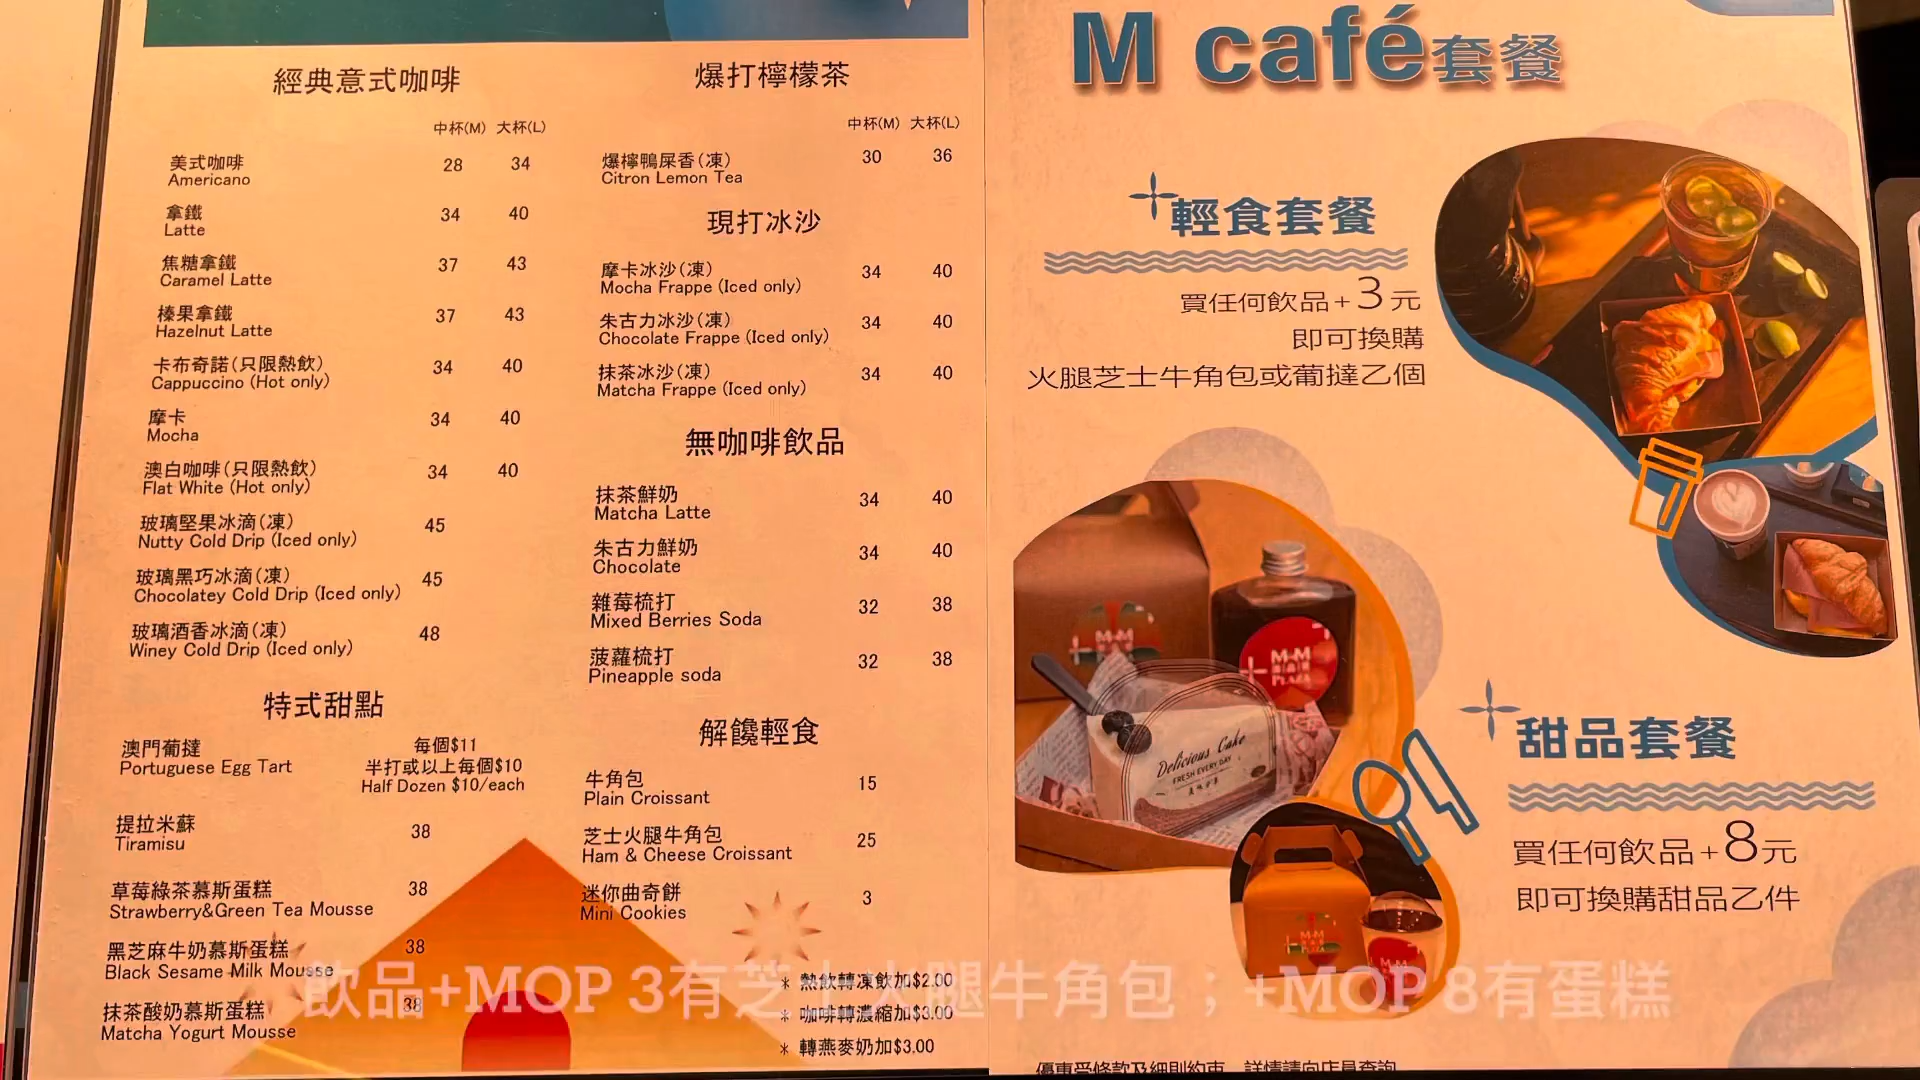 經典意式咖啡
中杯(M) 大杯(L)
美式咖啡 28 34
Americano
拿鐵 34 40
Latte
焦糖拿鐵 37 43
Caramel Latte
榛果拿鐵 37 43
Hazelnut Latte
卡布奇諾(只限熱飲) 34 40
Cappuccino (Hot only)
摩卡 34 40
Mocha
澳白咖啡(只限熱飲) 34 40
Flat White (Hot only)
玻璃堅果冰滴(凍) 45
Nutty Cold Drip (Iced only)
玻璃黑巧冰滴(凍) 45
Chocolatey Cold Drip (Iced only)
玻璃酒香冰滴(凍) 48
Winey Cold Drip (Iced only)
特式甜點
澳門葡撻 每個$11
Portuguese Egg Tart 半打或以上每個$10
Half Dozen $10/each
提拉米蘇 38
Tiramisu
草莓綠茶慕斯蛋糕 38
Strawberry&Green Tea Mousse
黑芝麻牛奶慕斯蛋糕 38
Black Sesame Milk Mousse
抹茶酸奶慕斯蛋糕 38
Matcha Yogurt Mousse
爆打檸檬茶
中杯(M) 大杯(L)
爆檸鴨屎香(凍) 30 36
Citron Lemon Tea
現打冰沙
摩卡冰沙(凍) 34 40
Mocha Frappe (Iced only)
朱古力冰沙(凍) 34 40
Chocolate Frappe (Iced only)
抹茶冰沙(凍) 34 40
Matcha Frappe (Iced only)
無咖啡飲品
抹茶鮮奶 34 40
Matcha Latte
朱古力鮮奶 34 40
Chocolate
雜莓梳打 32 38
Mixed Berries Soda
菠蘿梳打 32 38
Pineapple soda
解饞輕食
牛角包 15
Plain Croissant
芝士火腿牛角包 25
Ham & Cheese Croissant
迷你曲奇餅 3
Mini Cookies
* 熱飲轉凍飲加$2.00
* 咖啡轉濃縮加$3.00
* 轉燕麥奶加$3.00
M café套餐
輕食套餐
買任何飲品+3元
即可換購
火腿芝士牛角包或葡撻乙個
M-M
PLAZA
Delicious Cake
FRESH EVERY DAY
甜品套餐
買任何飲品+8元
即可換購甜品乙件
優惠受條款及細則約束，詳情請向店員查詢
飲品+MOP 3有芝士火腿牛角包；+MOP 8有蛋糕